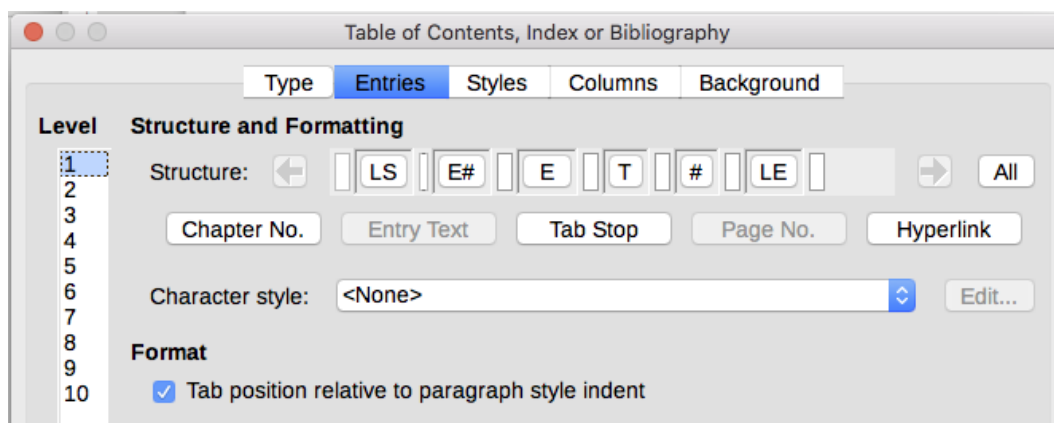 Table of Contents, Index or Bibliography
Type Entries Styles Columns Background
Level Structure and Formatting
1 Structure: LS E# E T # LE All
2
3 Chapter No. Entry Text Tab Stop Page No. Hyperlink
4
5
6 Character style: <None> Edit...
7
8 Format
9
10 Tab position relative to paragraph style indent